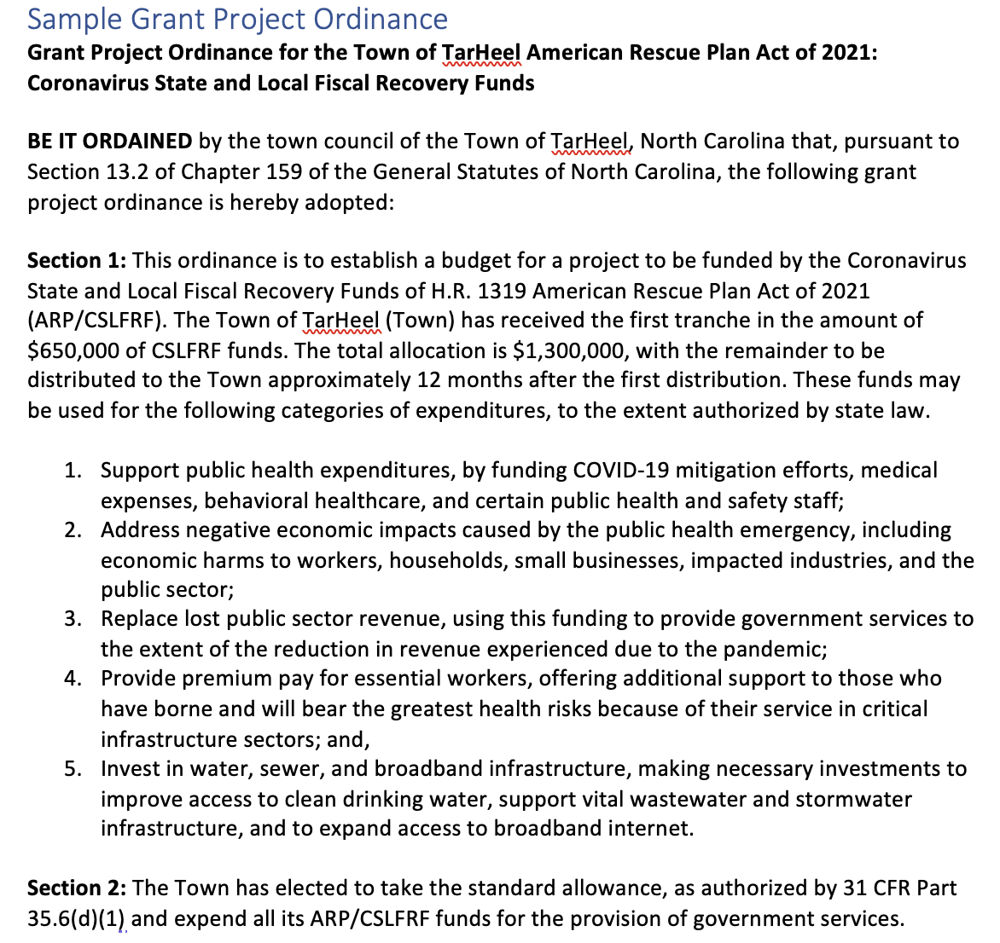 Sample Grant Project Ordinance
Grant Project Ordinance for the Town of TarHeel American Rescue Plan Act of 2021:
Coronavirus State and Local Fiscal Recovery Funds
BE IT ORDAINED by the town council of the Town of TarHeel, North Carolina that, pursuant to
Section 13.2 of Chapter 159 of the General Statutes of North Carolina, the following grant
project ordinance is hereby adopted:
Section 1: This ordinance is to establish a budget for a project to be funded by the Coronavirus
State and Local Fiscal Recovery Funds of H.R. 1319 American Rescue Plan Act of 2021
(ARP/CSLFRF). The Town of TarHeel (Town) has received the first tranche in the amount of
$650,000 of CSLFRF funds. The total allocation is $1,300,000, with the remainder to be
distributed to the Town approximately 12 months after the first distribution. These funds may
be used for the following categories of expenditures, to the extent authorized by state law.
1. Support public health expenditures, by funding COVID-19 mitigation efforts, medical
expenses, behavioral healthcare, and certain public health and safety staff;
2. Address negative economic impacts caused by the public health emergency, including
economic harms to workers, households, small businesses, impacted industries, and the
public sector;
3. Replace lost public sector revenue, using this funding to provide government services to
the extent of the reduction in revenue experienced due to the pandemic;
4. Provide premium pay for essential workers, offering additional support to those who
have borne and will bear the greatest health risks because of their service in critical
infrastructure sectors; and,
5. Invest in water, sewer, and broadband infrastructure, making necessary investments to
improve access to clean drinking water, support vital wastewater and stormwater
infrastructure, and to expand access to broadband internet.
Section 2: The Town has elected to take the standard allowance, as authorized by 31 CFR Part
35.6(d)(1) and expend all its ARP/CSLFRF funds for the provision of government services.